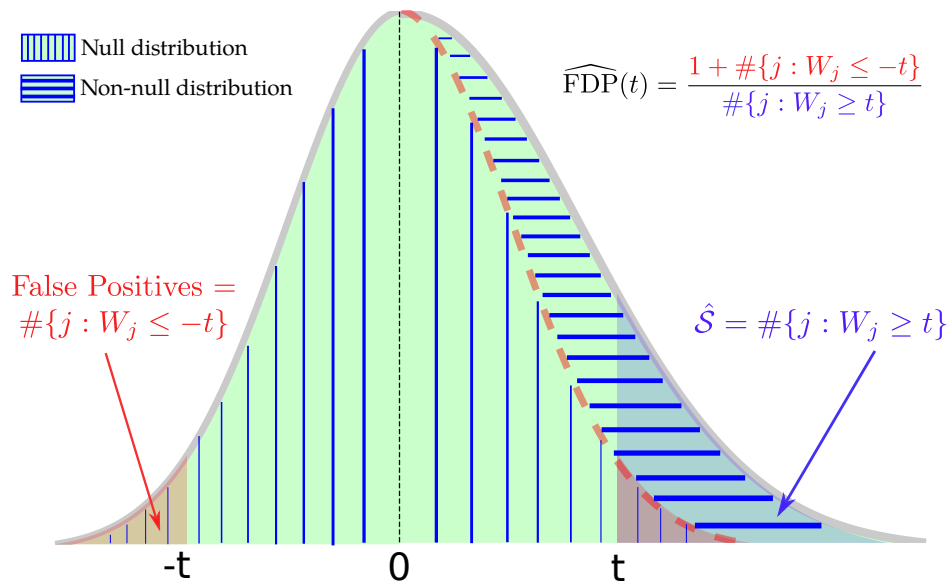 Null distribution
Non-null distribution
$\widehat{\mathrm{FDP}}(t) = \frac{1 + \#\{j : W_j \leq -t\}}{\#\{j : W_j \geq t\}}$
False Positives =
$\#\{j : W_j \leq -t\}$
$\hat{\mathcal{S}} = \#\{j : W_j \geq t\}$
-t 0 t